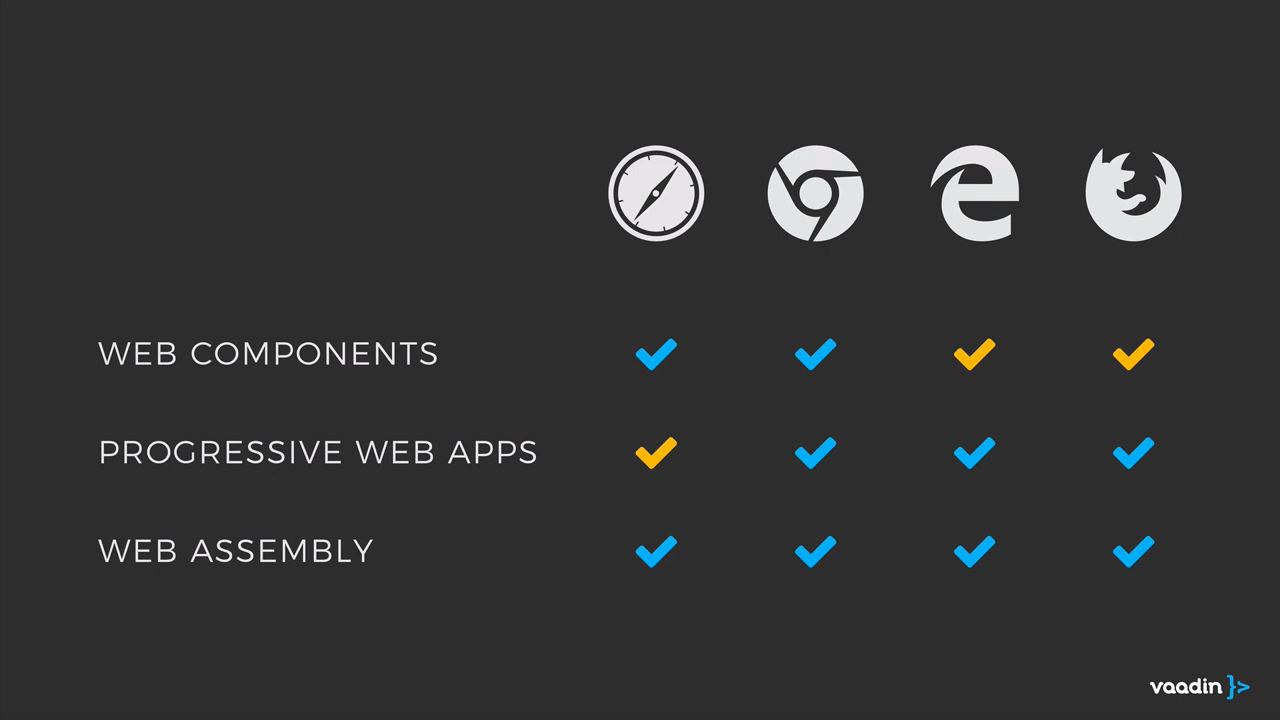 WEB COMPONENTS
PROGRESSIVE WEB APPS
WEB ASSEMBLY
vaadin }>